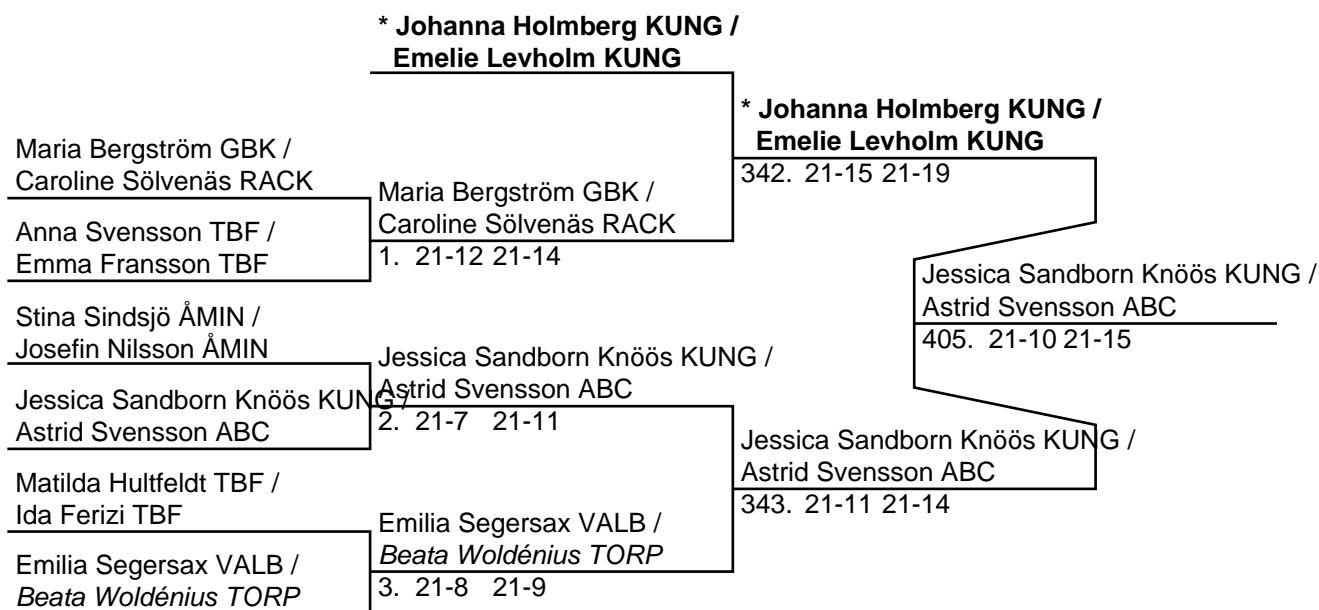 * Johanna Holmberg KUNG /
Emelie Levholm KUNG
* Johanna Holmberg KUNG /
Emelie Levholm KUNG
342. 21-15 21-19
Maria Bergström GBK /
Caroline Sölvenäs RACK
Maria Bergström GBK /
Caroline Sölvenäs RACK
1. 21-12 21-14
Anna Svensson TBF /
Emma Fransson TBF
Jessica Sandborn Knöös KUNG /
Astrid Svensson ABC
405. 21-10 21-15
Stina Sindsjö ÅMIN /
Josefin Nilsson ÅMIN
Jessica Sandborn Knöös KUNG /
Astrid Svensson ABC
2. 21-7 21-11
Jessica Sandborn Knöös KUNG /
Astrid Svensson ABC
Jessica Sandborn Knöös KUNG /
Astrid Svensson ABC
343. 21-11 21-14
Matilda Hultfeldt TBF /
Ida Ferizi TBF
Emilia Segersax VALB /
Beata Woldénius TORP
3. 21-8 21-9
Emilia Segersax VALB /
Beata Woldénius TORP